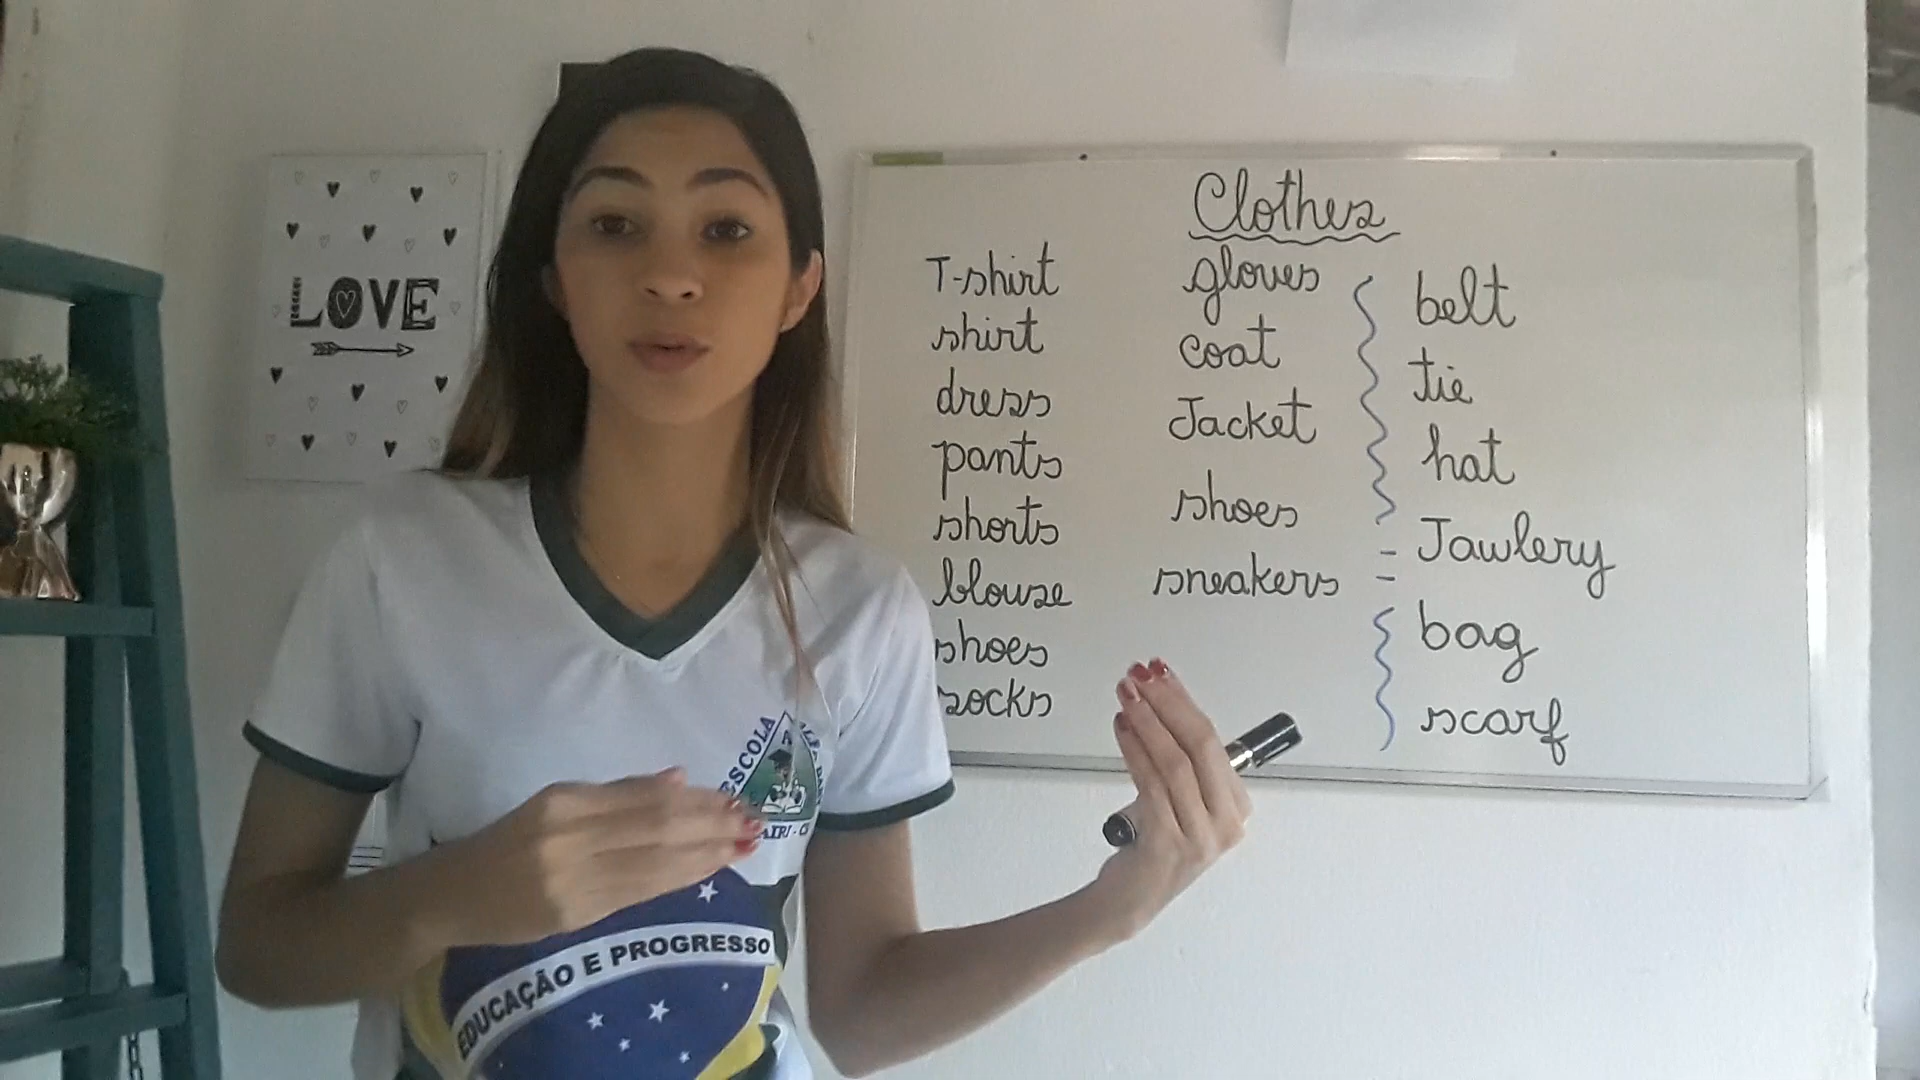 LOVE
Clothes
T-shirt
shirt
dress
pants
shorts
blouse
shoes
socks
gloves
coat
Jacket
shoes
sneakers
belt
tie
hat
Jawlery
bag
scarf
ESCOLA
EDUCAÇÃO E PROGRESSO